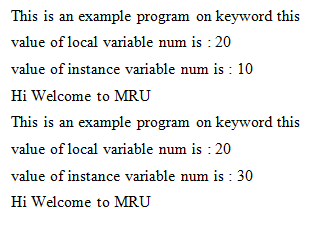 This is an example program on keyword this
value of local variable num is : 20
value of instance variable num is : 10
Hi Welcome to MRU
This is an example program on keyword this
value of local variable num is : 20
value of instance variable num is : 30
Hi Welcome to MRU